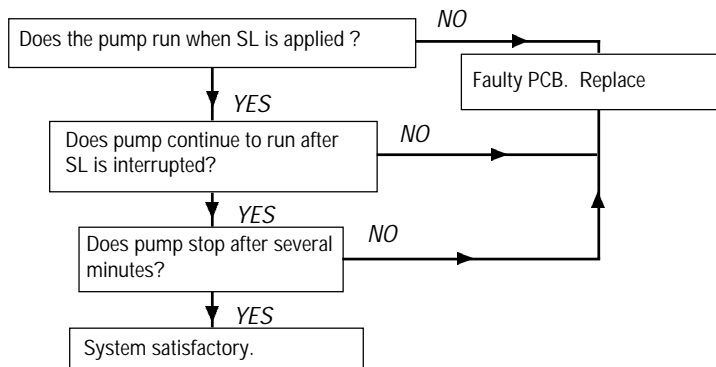 Does the pump run when SL is applied ?
NO
Faulty PCB. Replace
YES
Does pump continue to run after
SL is interrupted?
NO
YES
Does pump stop after several
minutes?
NO
YES
System satisfactory.